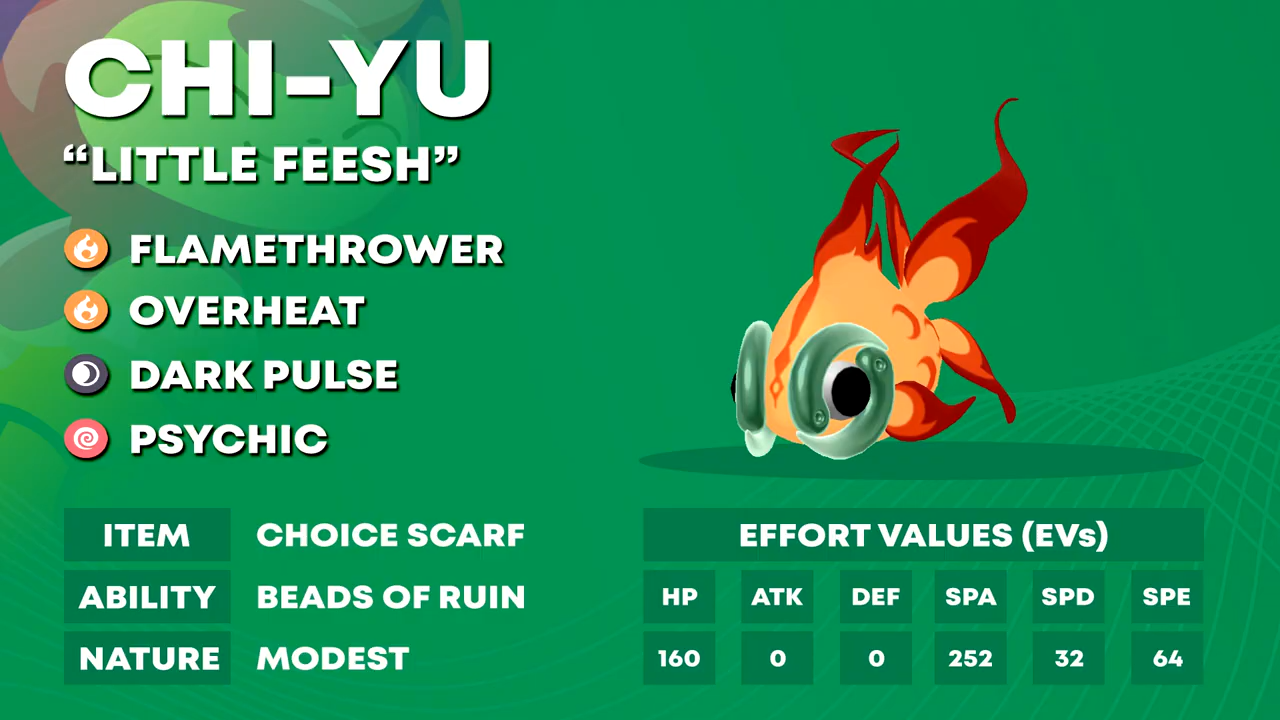 CHI-YU
“LITTLE FEESH”
FLAMETHROWER
OVERHEAT
DARK PULSE
PSYCHIC
ITEM CHOICE SCARF
ABILITY BEADS OF RUIN
NATURE MODEST
EFFORT VALUES (EVs)
HP ATK DEF SPA SPD SPE
160 0 0 252 32 64